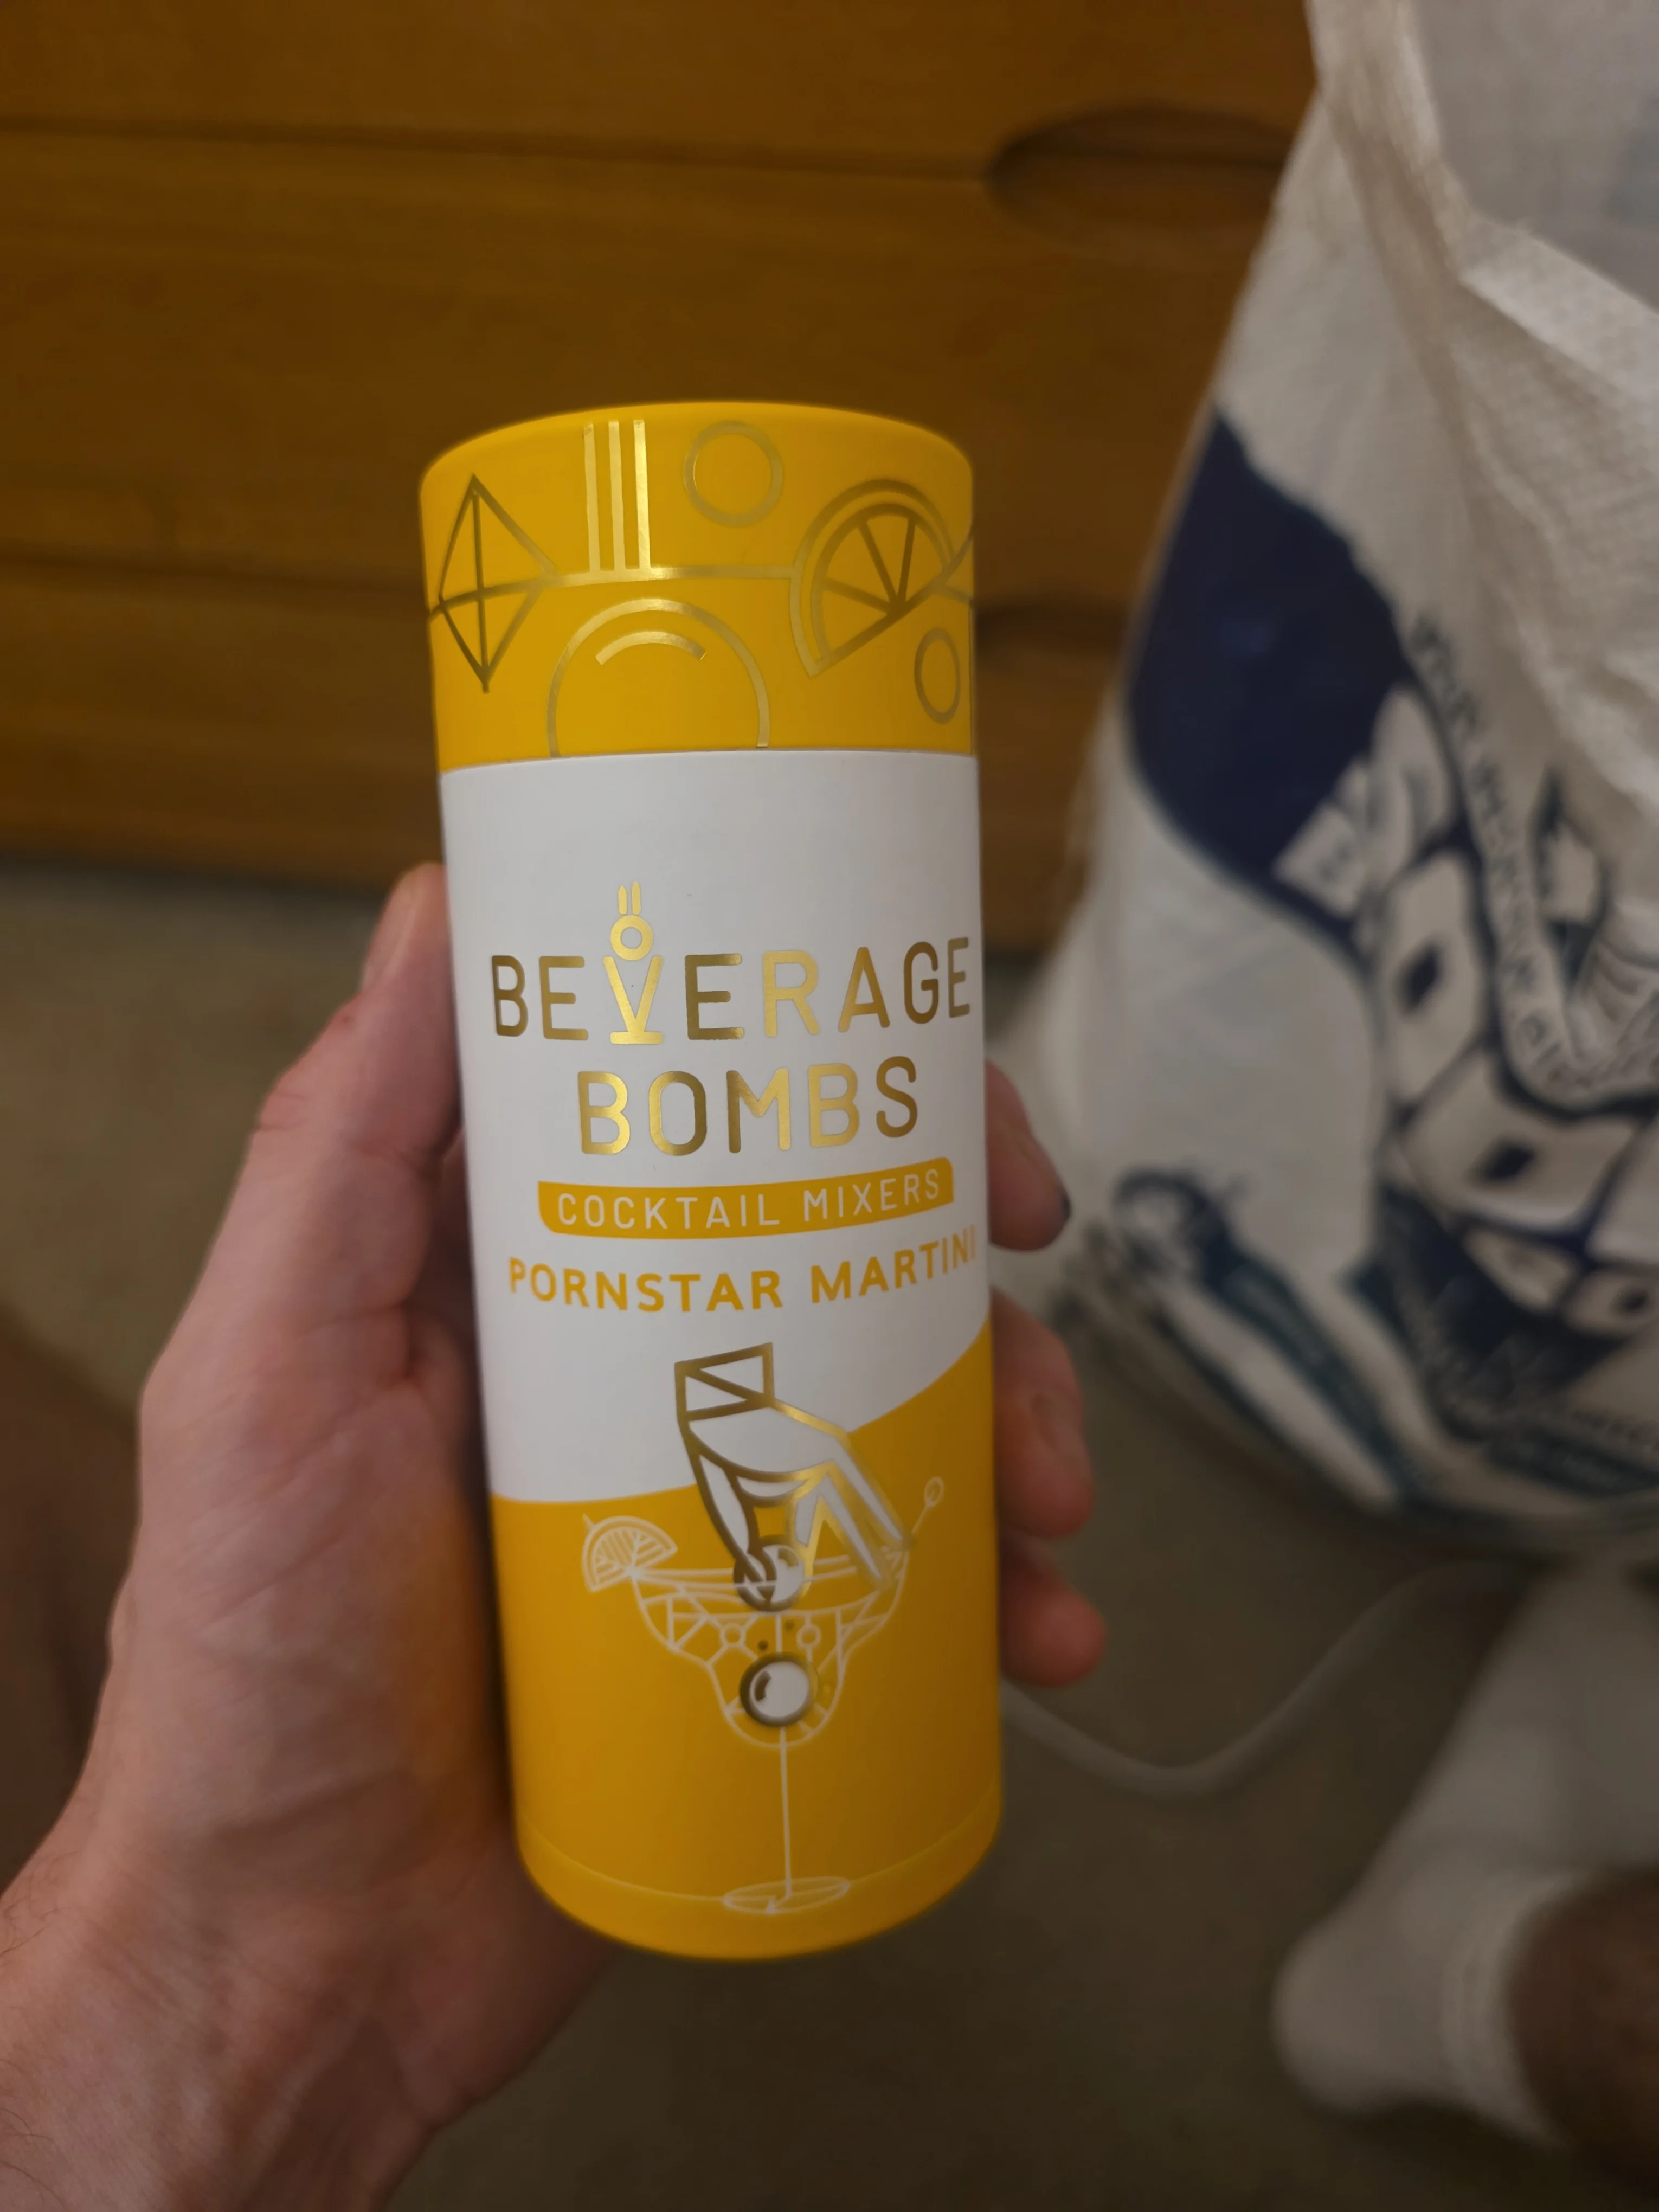 BEVERAGE
BOMBS
COCKTAIL MIXERS
PORNSTAR MARTINI